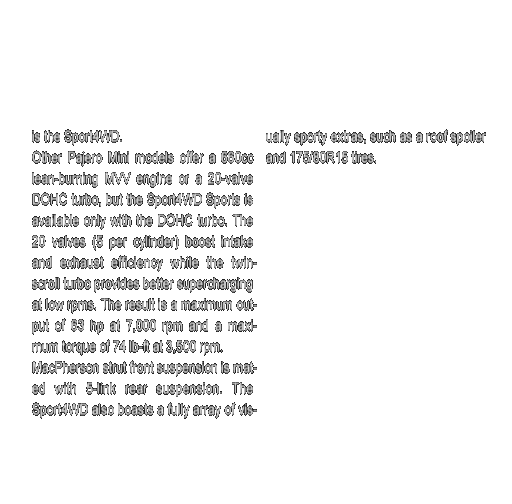 is the Sport4WD.
Other Pajero Mini models offer a 660cc
lean-burning MVV engine or a 20-valve
DOHC turbo, but the Sport4WD Sports is
available only with the DOHC turbo. The
20 valves (5 per cylinder) boost intake
and exhaust efficiency while the twin-
scroll turbo provides better supercharging
at low rpms. The result is a maximum out-
put of 63 hp at 7,000 rpm and a maxi-
mum torque of 74 lb-ft at 3,500 rpm.
MacPherson strut front suspension is mat-
ed with 5-link rear suspension. The
Sport4WD also boasts a fully array of vis-
ually sporty extras, such as a roof spoiler
and 175/80R15 tires.